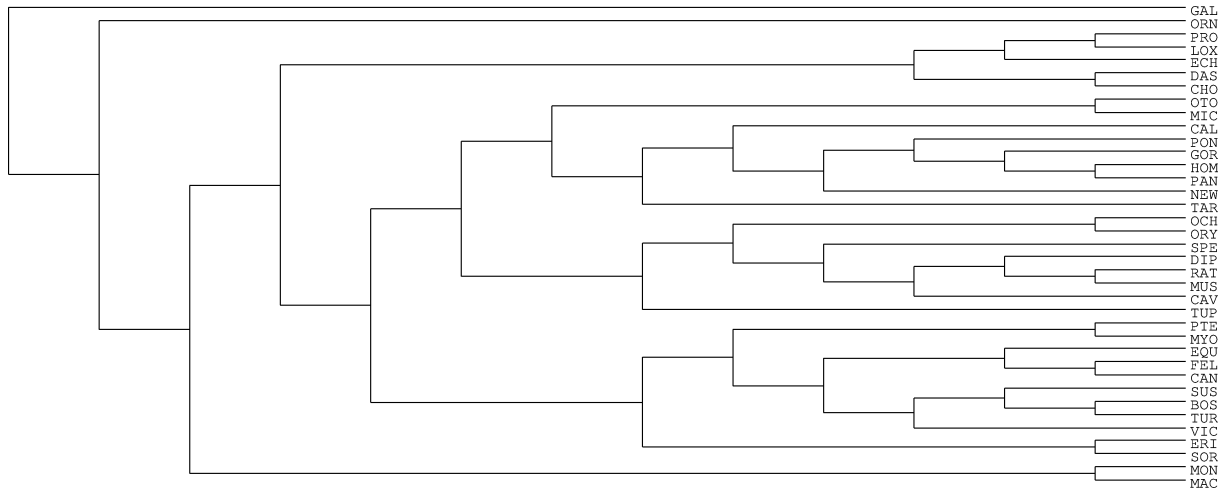 GAL
ORN
PRO
LOX
ECH
DAS
CHO
OTO
MIC
CAL
PON
GOR
HOM
PAN
NEW
TAR
OCH
ORY
SPE
DIP
RAT
MUS
CAV
TUP
PTE
MYO
EQU
FEL
CAN
SUS
BOS
TUR
VIC
ERI
SOR
MON
MAC